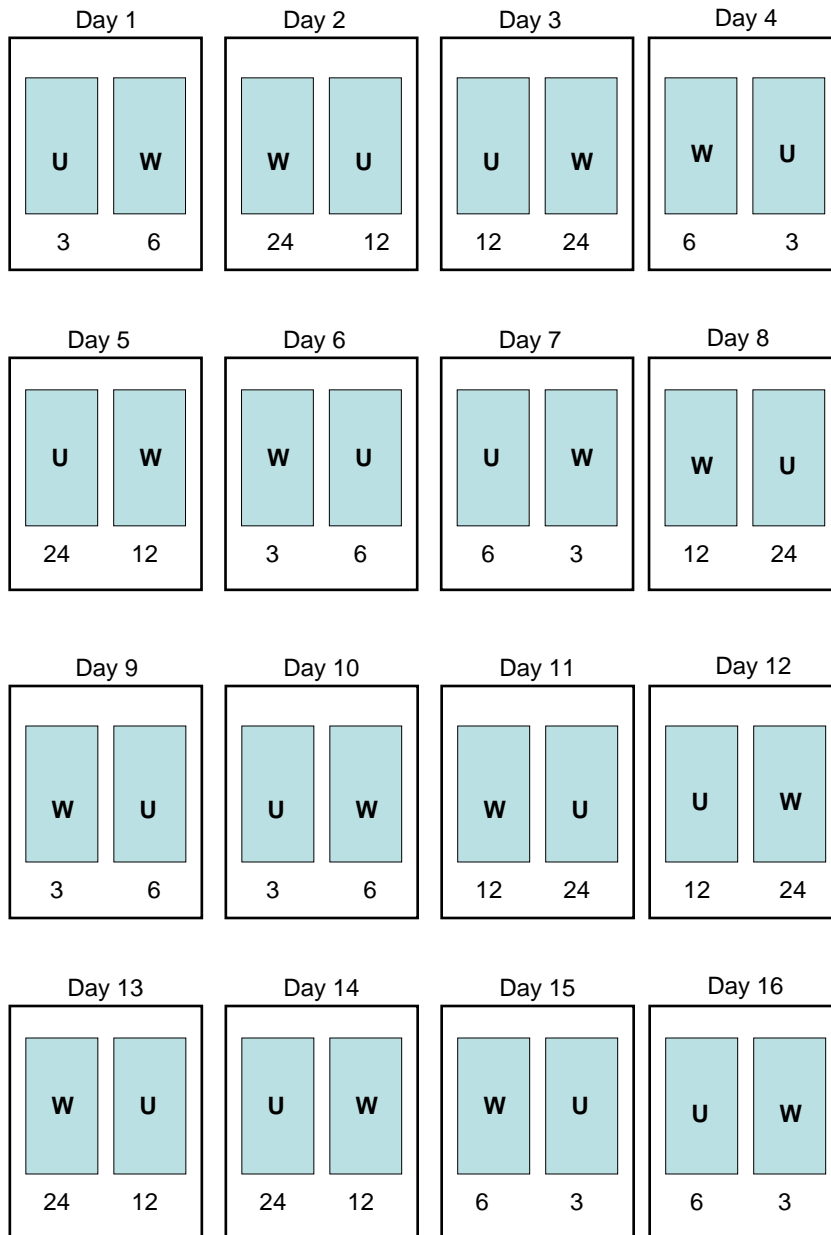 Day 1 Day 2 Day 3 Day 4
U W W U U W W U
3 6 24 12 12 24 6 3
Day 5 Day 6 Day 7 Day 8
U W W U U W W U
24 12 3 6 6 3 12 24
Day 9 Day 10 Day 11 Day 12
W U U W W U U W
3 6 3 6 12 24 12 24
Day 13 Day 14 Day 15 Day 16
W U U W W U U W
24 12 24 12 6 3 6 3